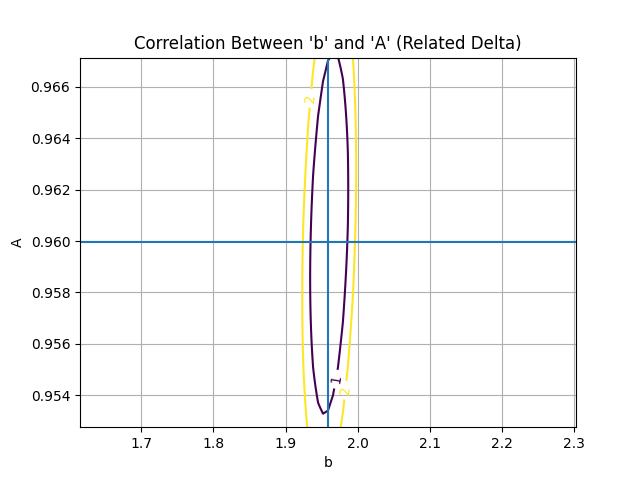 Correlation Between 'b' and 'A' (Related Delta)
0.966
0.964
0.962
0.960
0.958
0.956
0.954
A
2
1
2
1.7 1.8 1.9 2.0 2.1 2.2 2.3
b